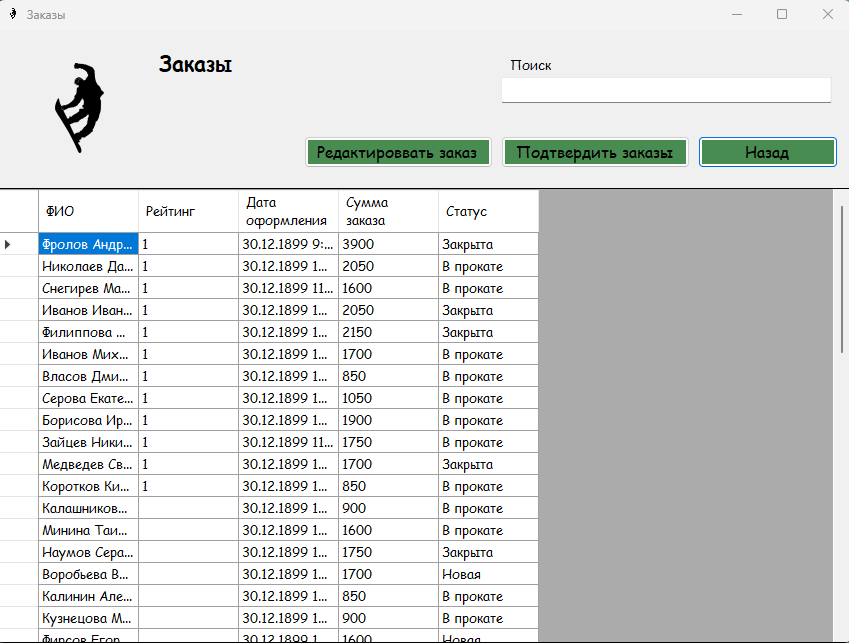 Заказы
Заказы
Поиск
Редактироввать заказ Подтвердить заказы Назад
ФИО Рейтинг Дата оформления Сумма заказа Статус
Фролов Андр... 1 30.12.1899 9:... 3900 Закрыта
Николаев Да... 1 30.12.1899 1... 2050 В прокате
Снегирев Ма... 1 30.12.1899 11... 1600 В прокате
Иванов Иван... 1 30.12.1899 1... 2050 Закрыта
Филиппова ... 1 30.12.1899 1... 2150 Закрыта
Иванов Мих... 1 30.12.1899 1... 1700 В прокате
Власов Дми... 1 30.12.1899 1... 850 В прокате
Серова Екате... 1 30.12.1899 1... 1050 В прокате
Борисова Ир... 1 30.12.1899 1... 1900 В прокате
Зайцев Ники... 1 30.12.1899 11... 1750 В прокате
Медведев Св... 1 30.12.1899 1... 1700 Закрыта
Коротков Ки... 1 30.12.1899 1... 850 В прокате
Калашников... 30.12.1899 1... 900 В прокате
Минина Таи... 30.12.1899 1... 1600 В прокате
Наумов Сера... 30.12.1899 1... 1750 Закрыта
Воробьева В... 30.12.1899 1... 1700 Новая
Калинин Але... 30.12.1899 1... 850 В прокате
Кузнецова М... 30.12.1899 1... 900 В прокате
Фирсов Егор 30.12.1899 1... 1600 Новая